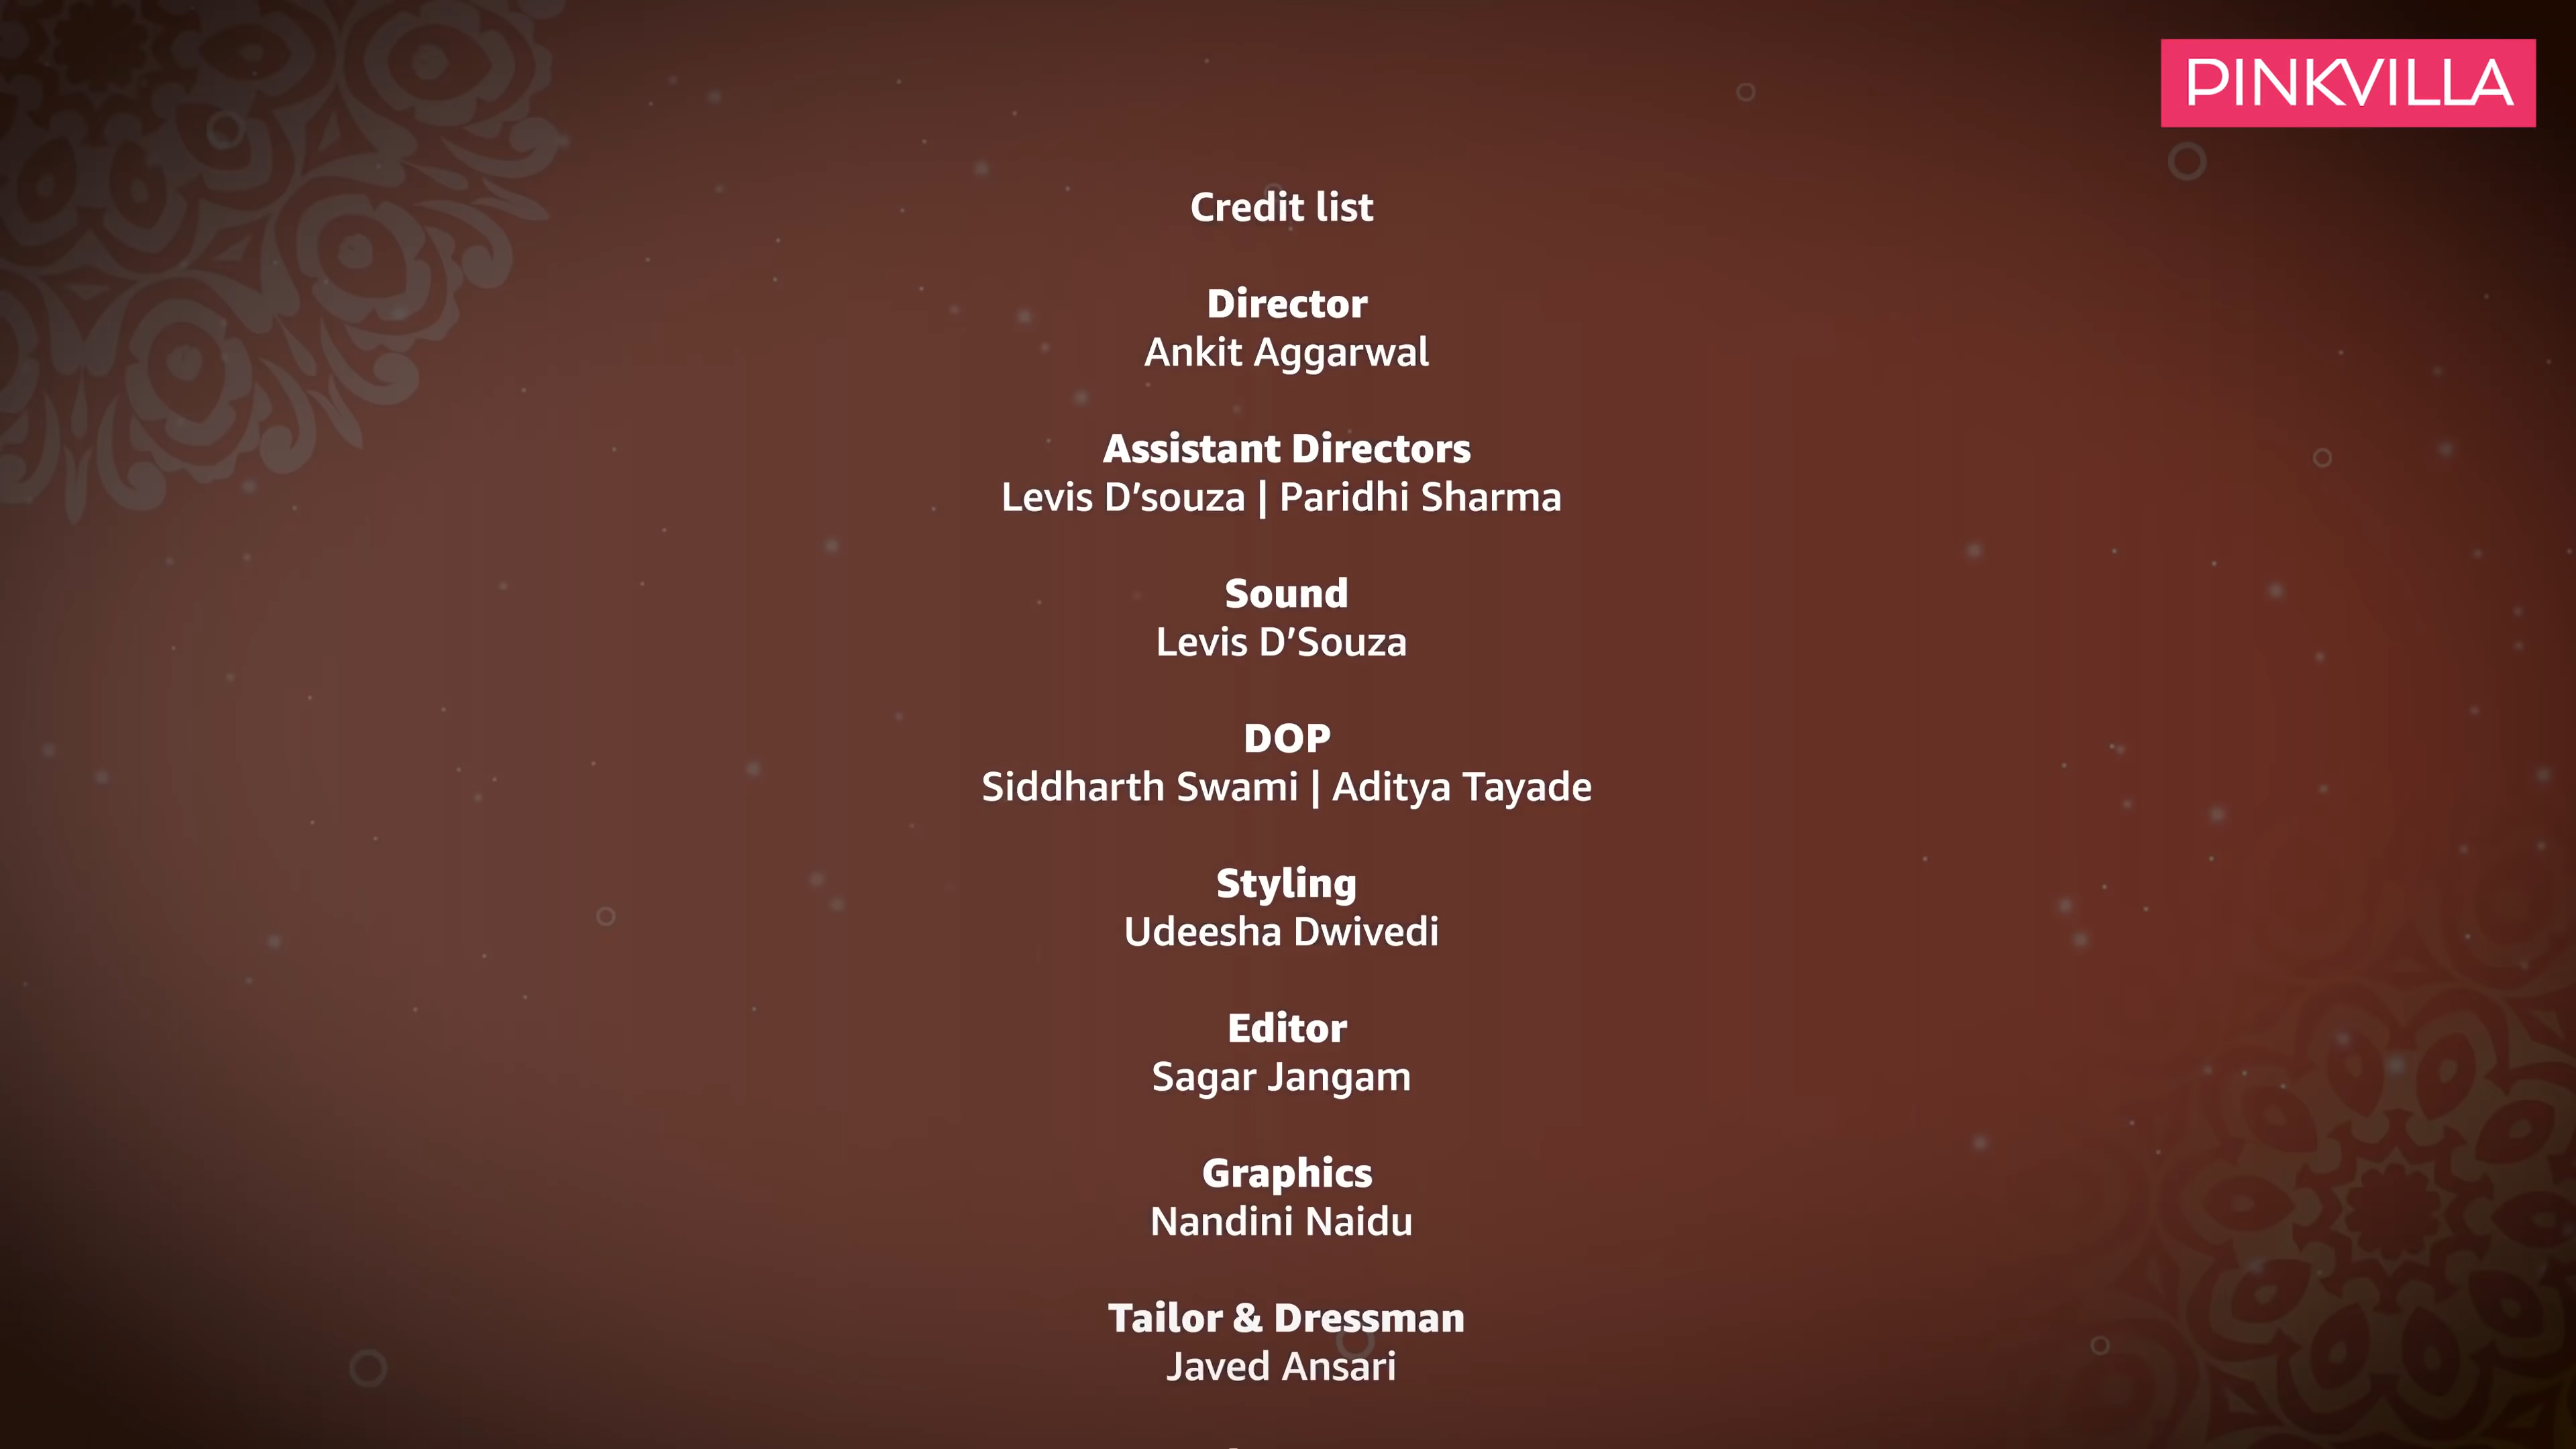 PINKVILLA
Credit list
Director
Ankit Aggarwal
Assistant Directors
Levis D'souza | Paridhi Sharma
Sound
Levis D'Souza
DOP
Siddharth Swami | Aditya Tayade
Styling
Udeesha Dwivedi
Editor
Sagar Jangam
Graphics
Nandini Naidu
Tailor & Dressman
Javed Ansari